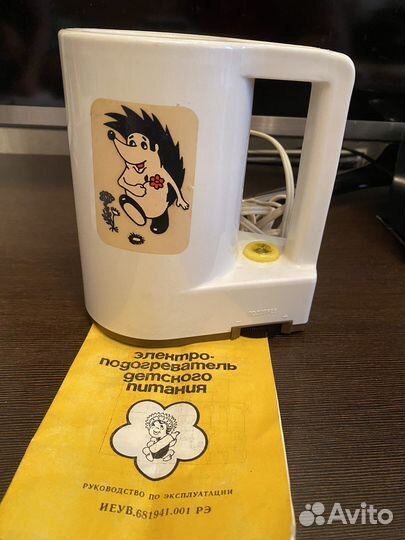 электро-
подогреватель
детского
питания
РУКОВОДСТВО ПО ЭКСПЛУАТАЦИИ
ИЕУВ.681941.001 РЭ
Avito